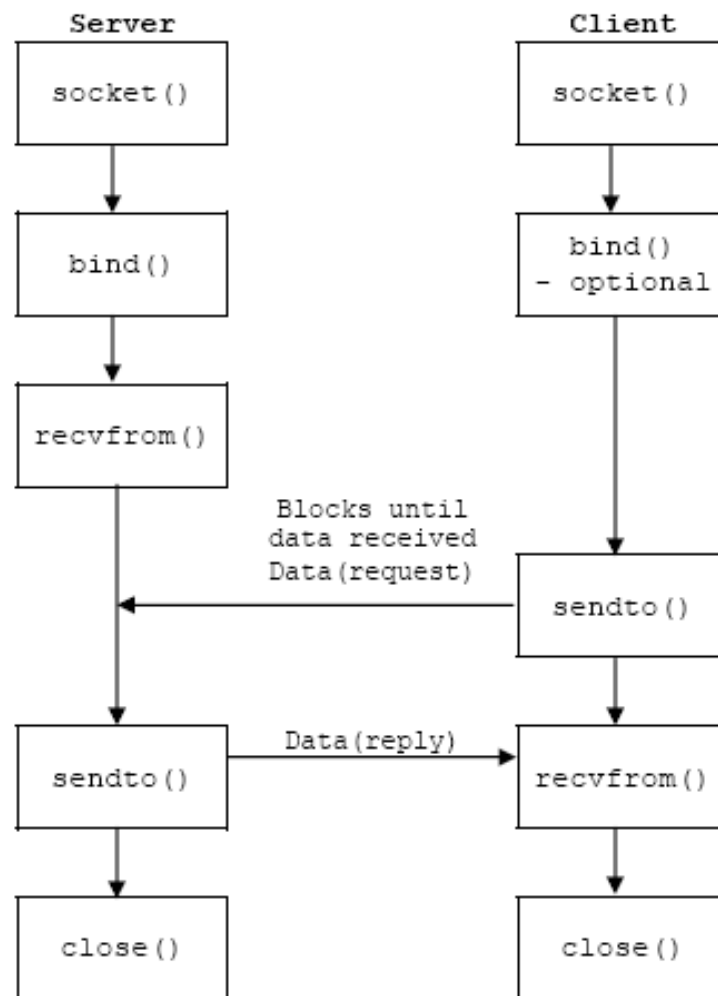 Server
Client
socket()
socket()
bind()
bind()
- optional
recvfrom()
Blocks until
data received
Data(request)
sendto()
sendto()
Data(reply)
recvfrom()
close()
close()